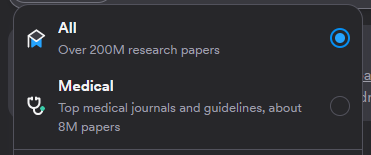 All
Over 200M research papers
Medical
Top medical journals and guidelines, about
8M papers